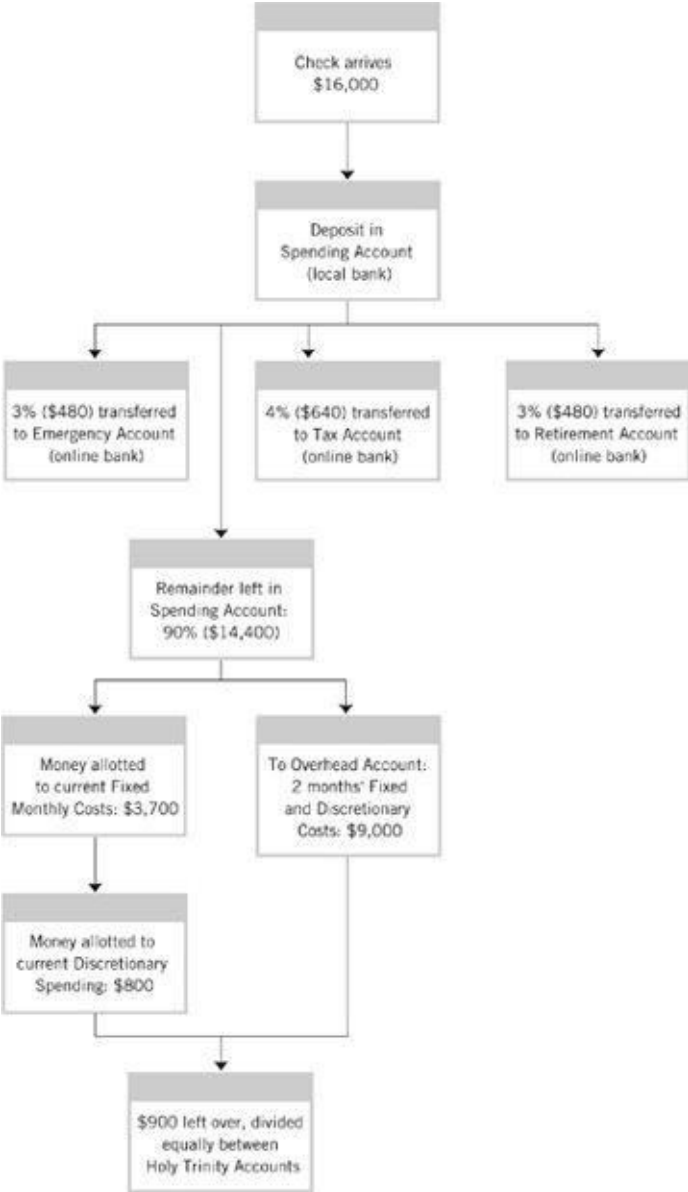 Check arrives
$16,000
Deposit in
Spending Account
(local bank)
3% ($480) transferred
to Emergency Account
(online bank)
4% ($640) transferred
to Tax Account
(online bank)
3% ($480) transferred
to Retirement Account
(online bank)
Remainder left in
Spending Account:
90% ($14,400)
Money allotted
to current Fixed
Monthly Costs: $3,700
To Overhead Account:
2 months' Fixed
and Discretionary
Costs: $9,000
Money allotted to
current Discretionary
Spending: $800
$900 left over, divided
equally between
Holy Trinity Accounts